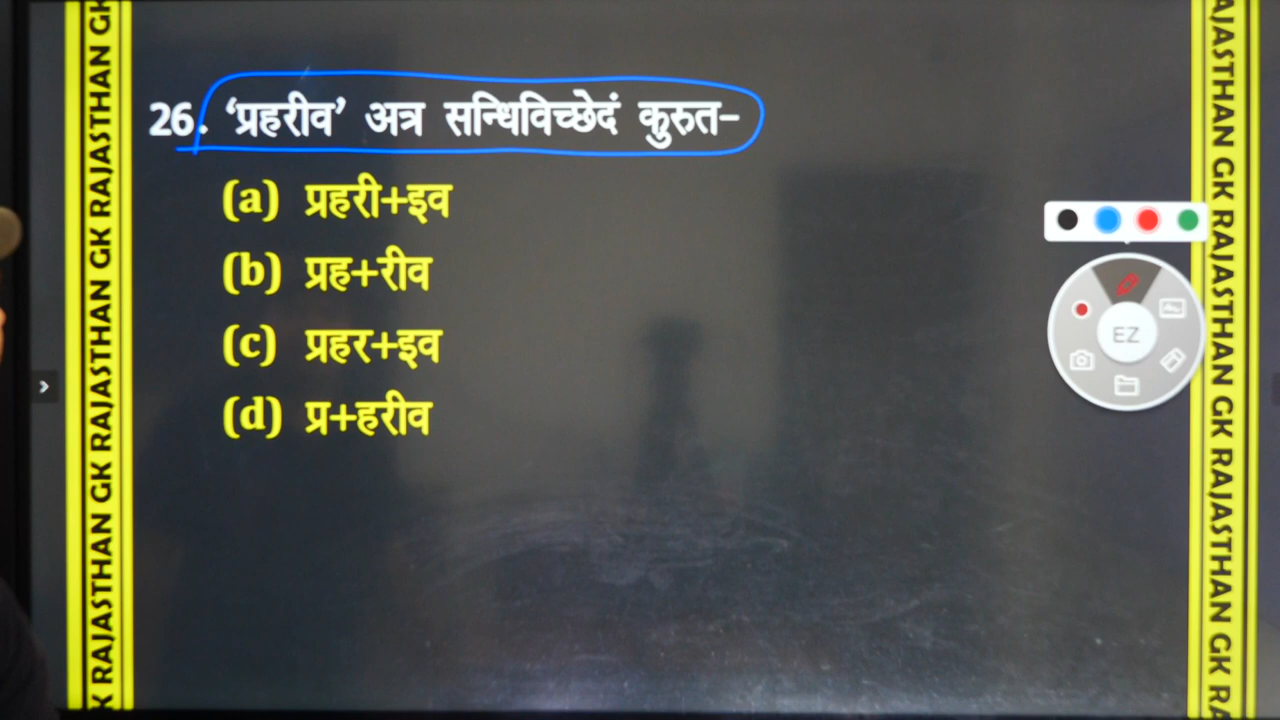 RAJASTHAN GK RAJASTHAN GK RAJASTHAN GK
26. ‘प्रहरीव’ अत्र सन्धिविच्छेदं कुरुत-
(a) प्रहरी+इव
(b) प्रह+रीव
(c) प्रहर+इव
(d) प्र+हरीव
EZ
RAJASTHAN GK RAJASTHAN GK RAJASTHAN GK